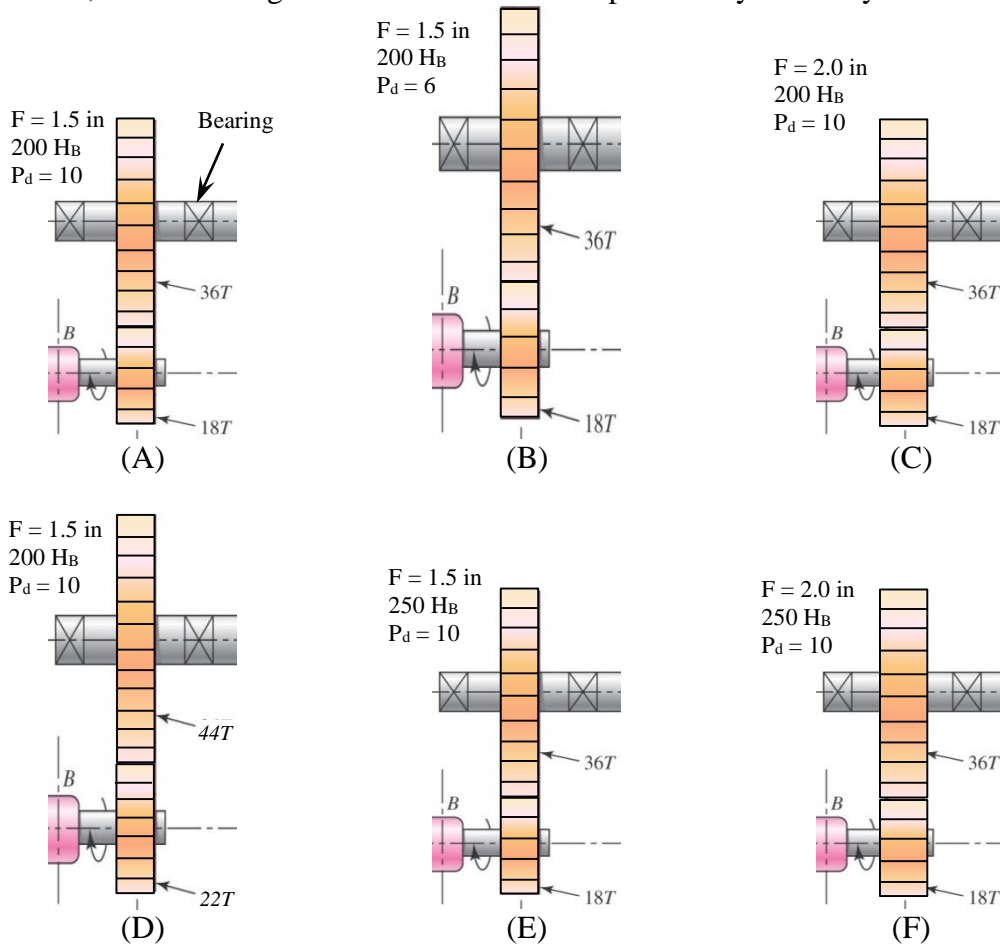 F = 1.5 in
200 HB
Pd = 10
Bearing
36T
B
18T
(A)
F = 1.5 in
200 HB
Pd = 6
36T
B
18T
(B)
F = 2.0 in
200 HB
Pd = 10
36T
B
18T
(C)
F = 1.5 in
200 HB
Pd = 10
44T
B
22T
(D)
F = 1.5 in
250 HB
Pd = 10
36T
B
18T
(E)
F = 2.0 in
250 HB
Pd = 10
36T
B
18T
(F)